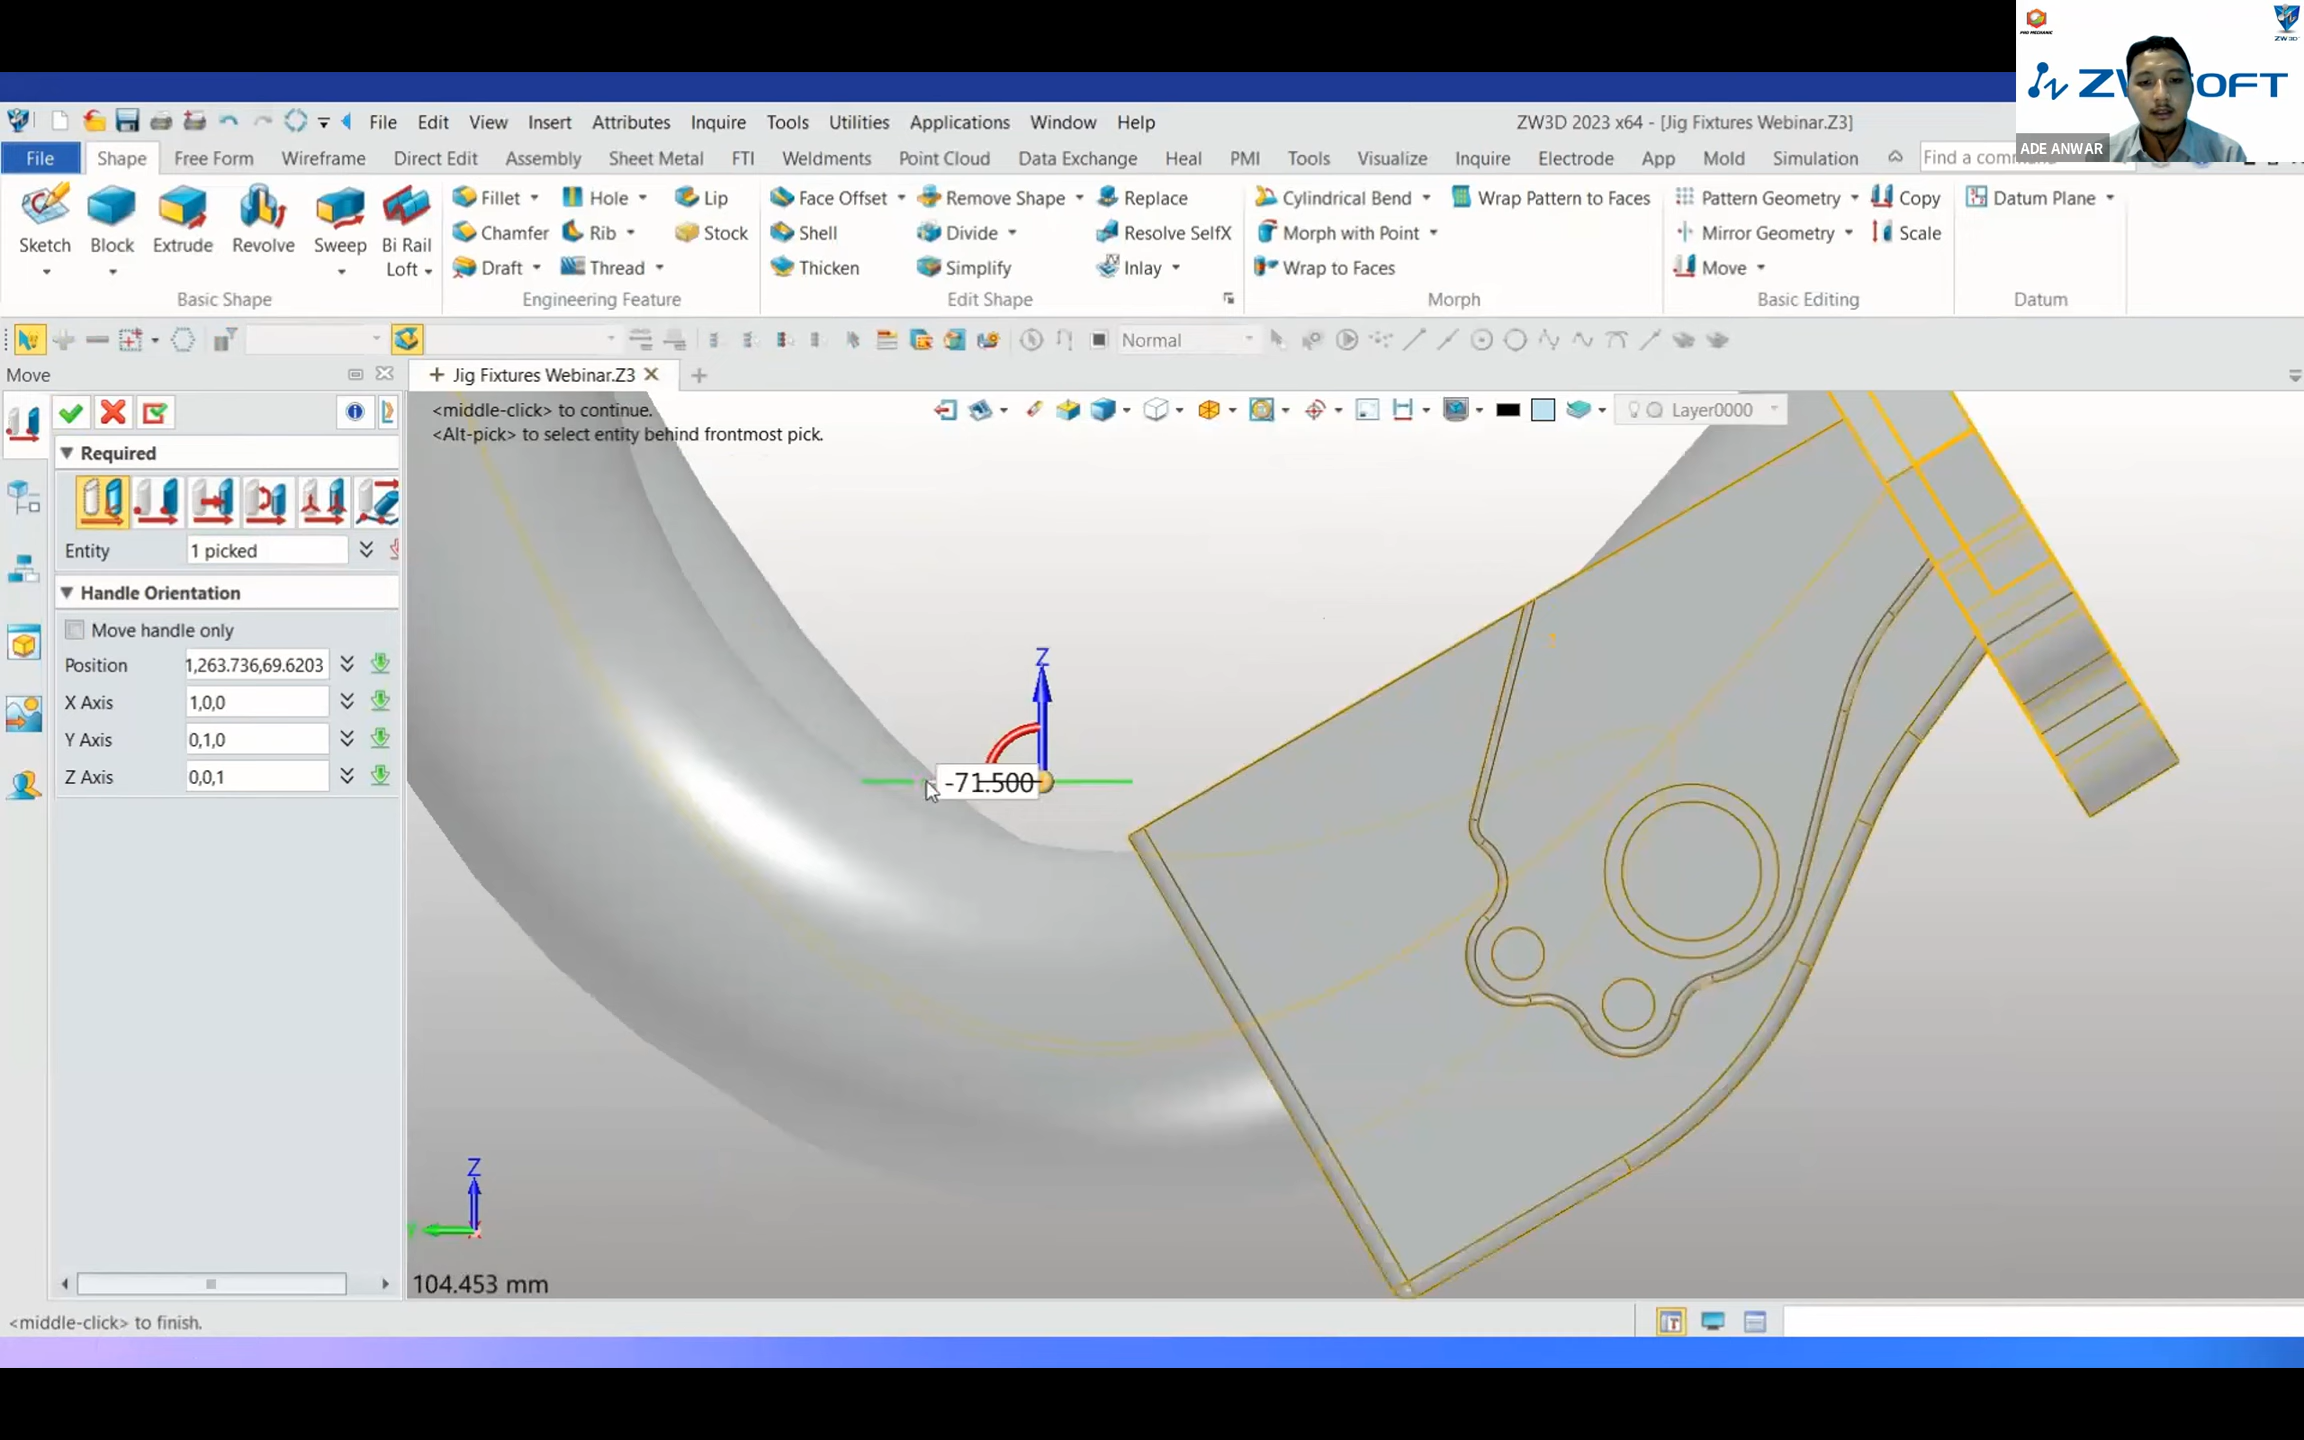 ZW3D
ZWSOFT
ADE ANWAR
File Edit View Insert Attributes Inquire Tools Utilities Applications Window Help
ZW3D 2023 x64 - [Jig Fixtures Webinar.Z3]
File Shape Free Form Wireframe Direct Edit Assembly Sheet Metal FTI Weldments Point Cloud Data Exchange Heal PMI Tools Visualize Inquire Electrode App Mold Simulation
Find a comm
Fillet Hole Lip Face Offset Remove Shape Replace Cylindrical Bend Wrap Pattern to Faces Pattern Geometry Copy Datum Plane
Chamfer Rib Stock Shell Divide Resolve SelfX Morph with Point Mirror Geometry Scale
Sketch Block Extrude Revolve Sweep Bi Rail
Loft Draft Thread Thicken Simplify Inlay Wrap to Faces Move
Basic Shape Engineering Feature Edit Shape Morph Basic Editing Datum
Normal
Move
Jig Fixtures Webinar.Z3
<middle-click> to continue.
<Alt-pick> to select entity behind frontmost pick.
Layer0000
Required
Entity 1 picked
Handle Orientation
Move handle only
Position 1,263.736,69.6203
X Axis 1,0,0
Y Axis 0,1,0
Z Axis 0,0,1
Z
-71.500
Z
104.453 mm
<middle-click> to finish.